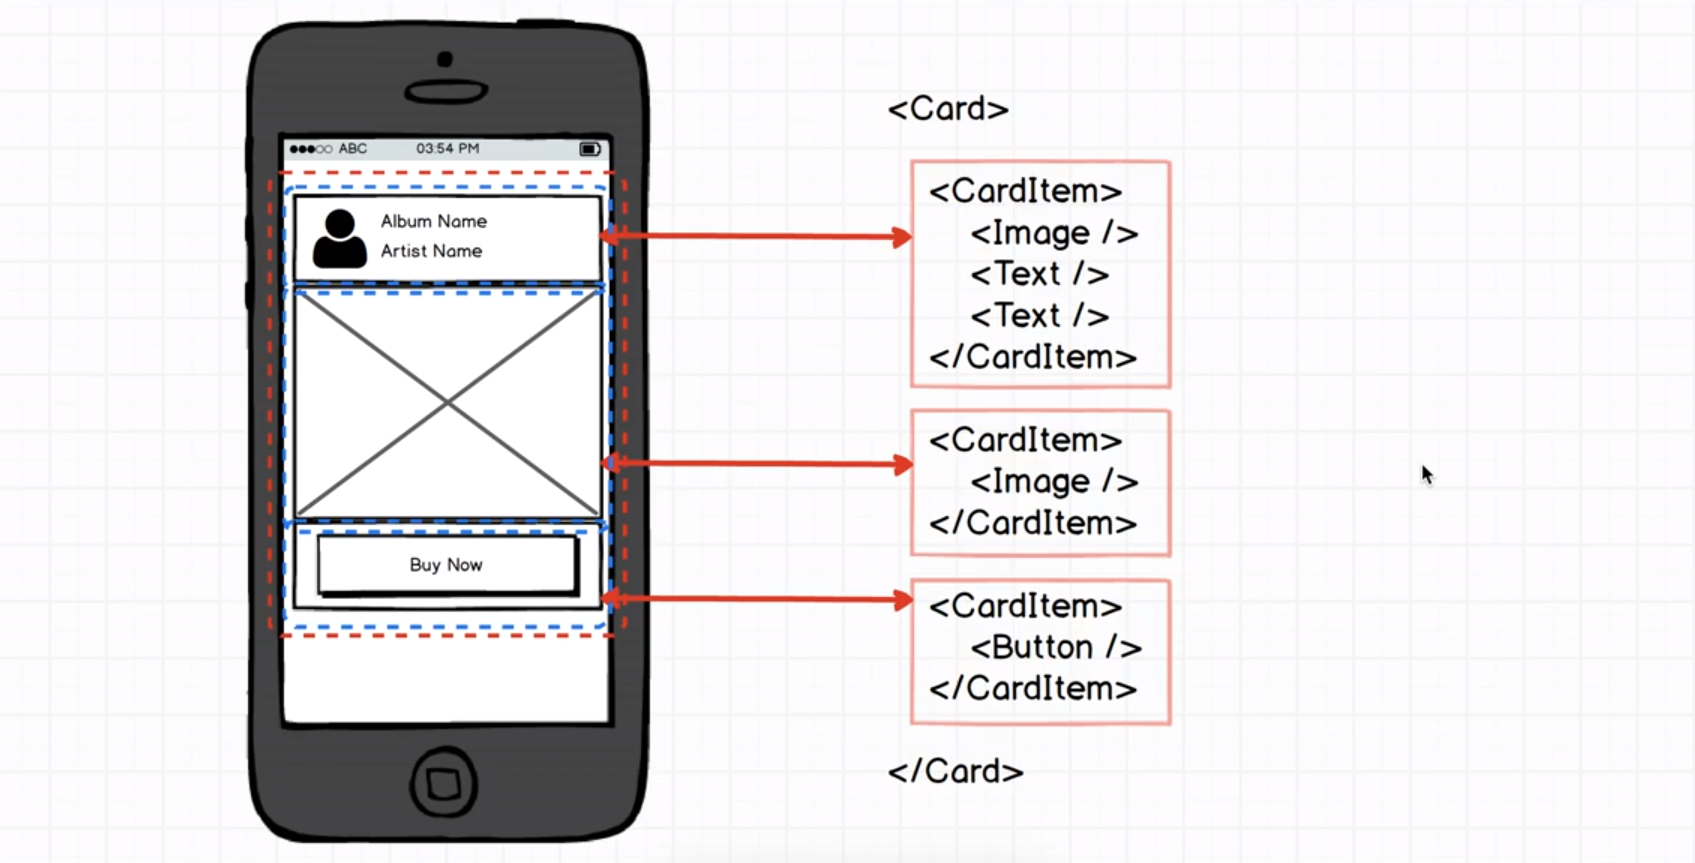 ABC 03:54 PM
Album Name
Artist Name
Buy Now
<Card>
<CardItem>
<Image />
<Text />
<Text />
</CardItem>
<CardItem>
<Image />
</CardItem>
<CardItem>
<Button />
</CardItem>
</Card>